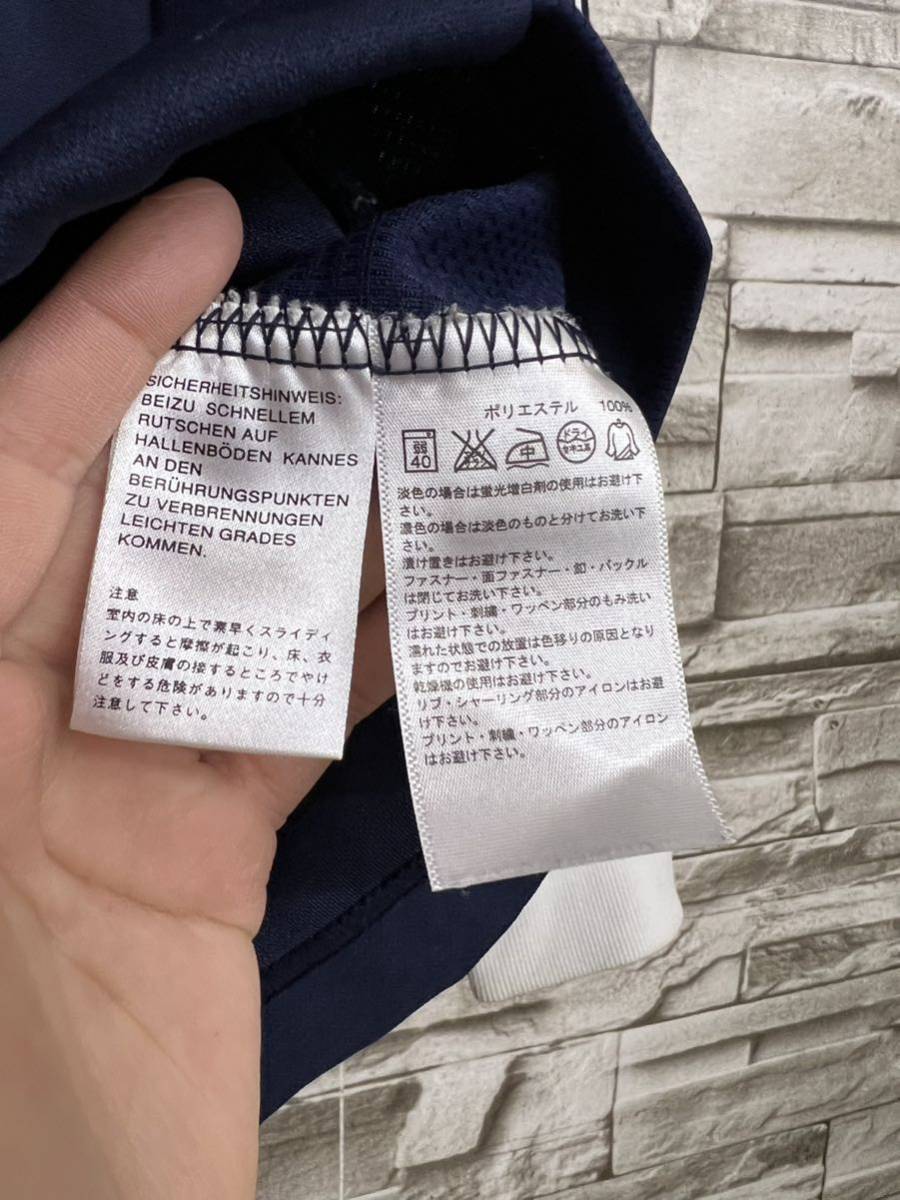 SICHERHEITSHINWEIS:
BEIZU SCHNELLEM
RUTSCHEN AUF
HALLENBÖDEN KANNES
AN DEN
BERÜHRUNGSPUNKTEN
ZU VERBRENNUNGEN
LEICHTEN GRADES
KOMMEN.
注意
室内の床の上で素早くスライディ
ングすると摩擦が起こり、床、衣
服及び皮膚の接するところでやけ
どをする危険がありますので十分
注意して下さい。
ポリエステル 100%
弱
40
中
ドライ
セキユ系
淡色の場合は蛍光増白剤の使用はお避け下
さい。
濃色の場合は淡色のものと分けてお洗い下
さい。
漬け置きはお避け下さい。
ファスナー・面ファスナー・釦・バックル
は閉じてお洗い下さい。
プリント・刺繍・ワッペン部分のもみ洗い
はお避け下さい。
濡れた状態での放置は色移りの原因となり
ますのでお避け下さい。
乾燥機の使用はお避け下さい。
リブ・シャーリング部分のアイロンはお避
け下さい。
プリント・刺繍・ワッペン部分のアイロン
はお避け下さい。